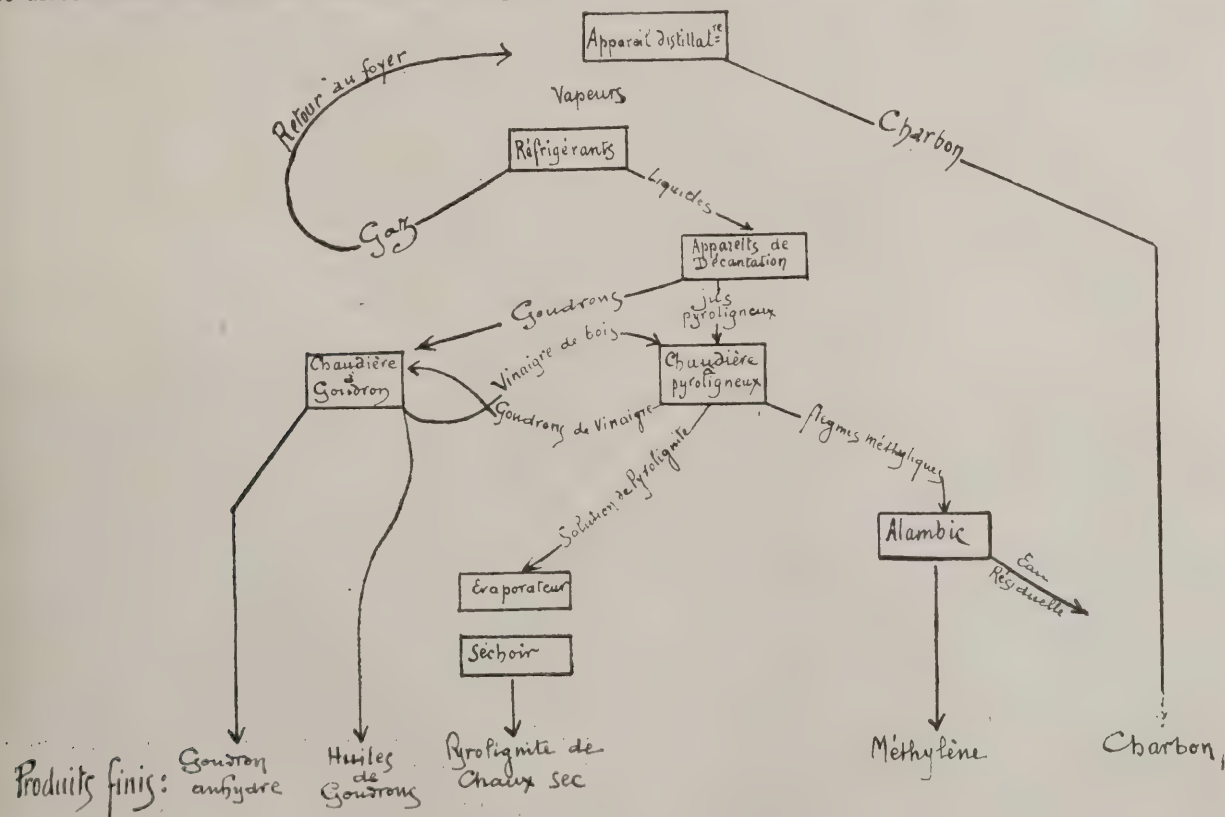 Appareil distillat.re
Retour au foyer
Vapeurs
Charbon
Réfrigérants
Liquides
Gaz
Appareils de
Décantation
Goudrons
jus
pyroligneux
Vinaigre de bois
Chaudière
à
Goudron
Chaudière
à
pyroligneux
Goudrons de Vinaigre
flegmes méthyliques
Solution de Pyrolignite
Alambic
Eau
Résiduelle
Evaporateur
Séchoir
Produits finis:
Goudron
anhydre
Huiles
de
Goudrons
Pyrolignite de
Chaux sec
Méthylène
Charbon,